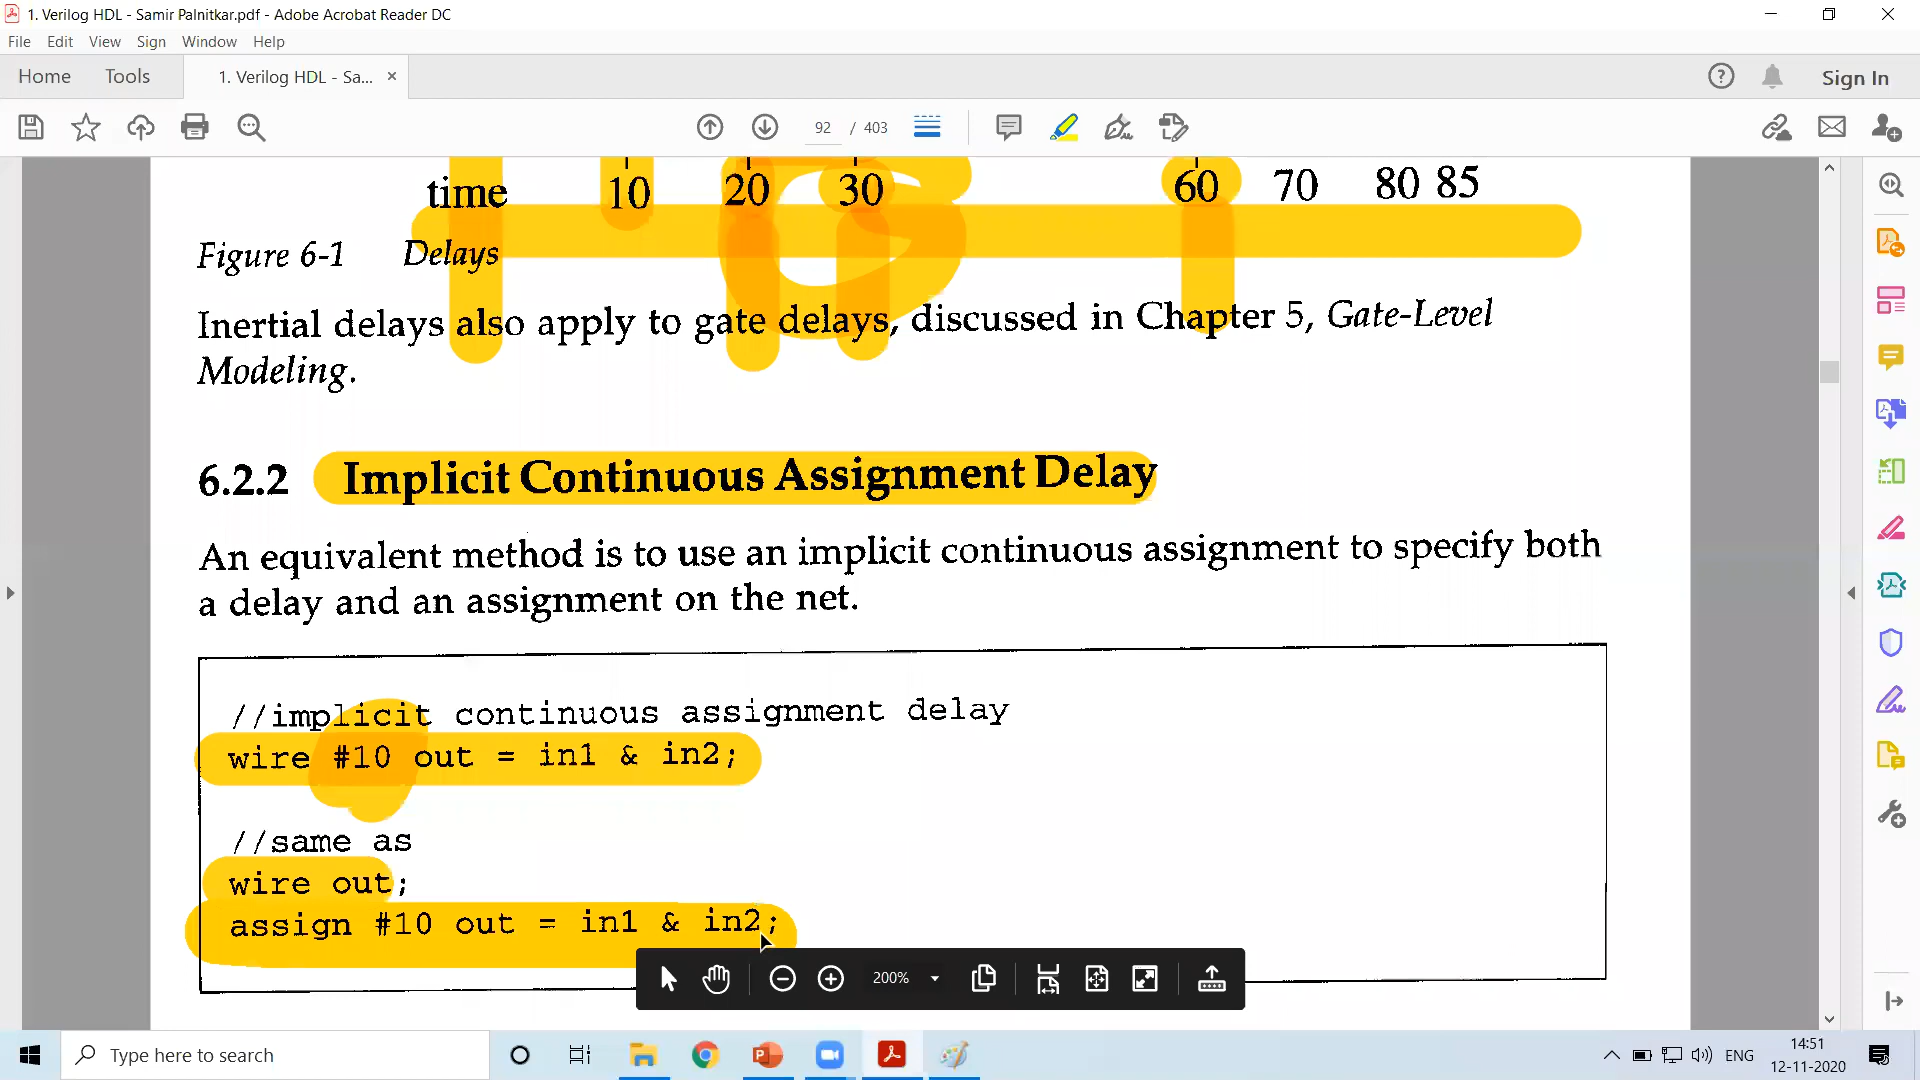 1. Verilog HDL - Samir Palnitkar.pdf - Adobe Acrobat Reader DC
File Edit View Sign Window Help
Home Tools 1. Verilog HDL - Sa... × Sign In
92 / 403
time 10 20 30 60 70 80 85
Figure 6-1 Delays
Inertial delays also apply to gate delays, discussed in Chapter 5, Gate-Level
Modeling.
6.2.2 Implicit Continuous Assignment Delay
An equivalent method is to use an implicit continuous assignment to specify both
a delay and an assignment on the net.
//implicit continuous assignment delay
wire #10 out = in1 & in2;
//same as
wire out;
assign #10 out = in1 & in2;
200%
Type here to search
ENG
14:51
12-11-2020